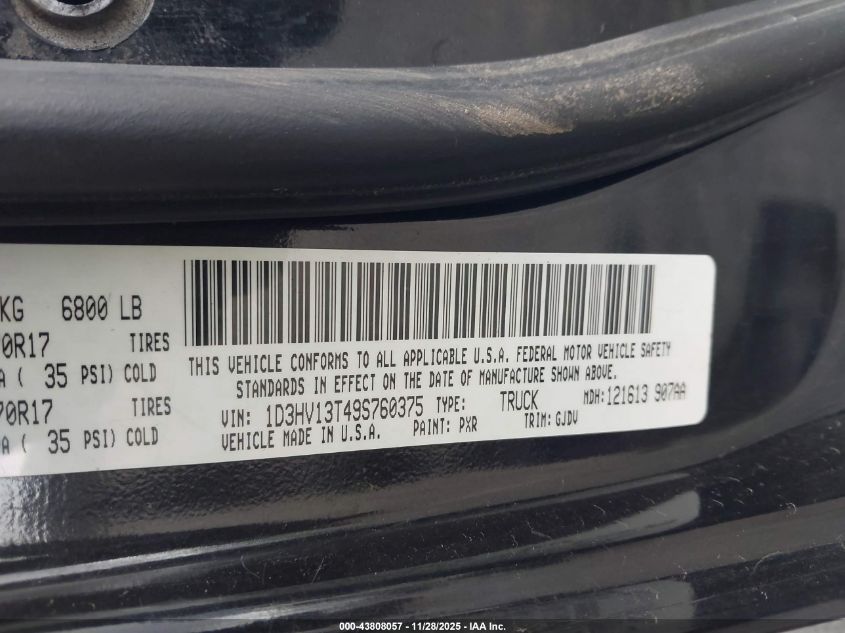 KG 6800 LB
0R17 TIRES
A ( 35 PSI) COLD
70R17 TIRES
A ( 35 PSI) COLD
THIS VEHICLE CONFORMS TO ALL APPLICABLE U.S.A. FEDERAL MOTOR VEHICLE SAFETY
STANDARDS IN EFFECT ON THE DATE OF MANUFACTURE SHOWN ABOVE.
VIN: 1D3HV13T49S760375 TYPE: TRUCK MDH: 121613 907AA
VEHICLE MADE IN U.S.A. PAINT: PXR TRIM: GJDV
000-43808057 - 11/28/2025 - IAA Inc.